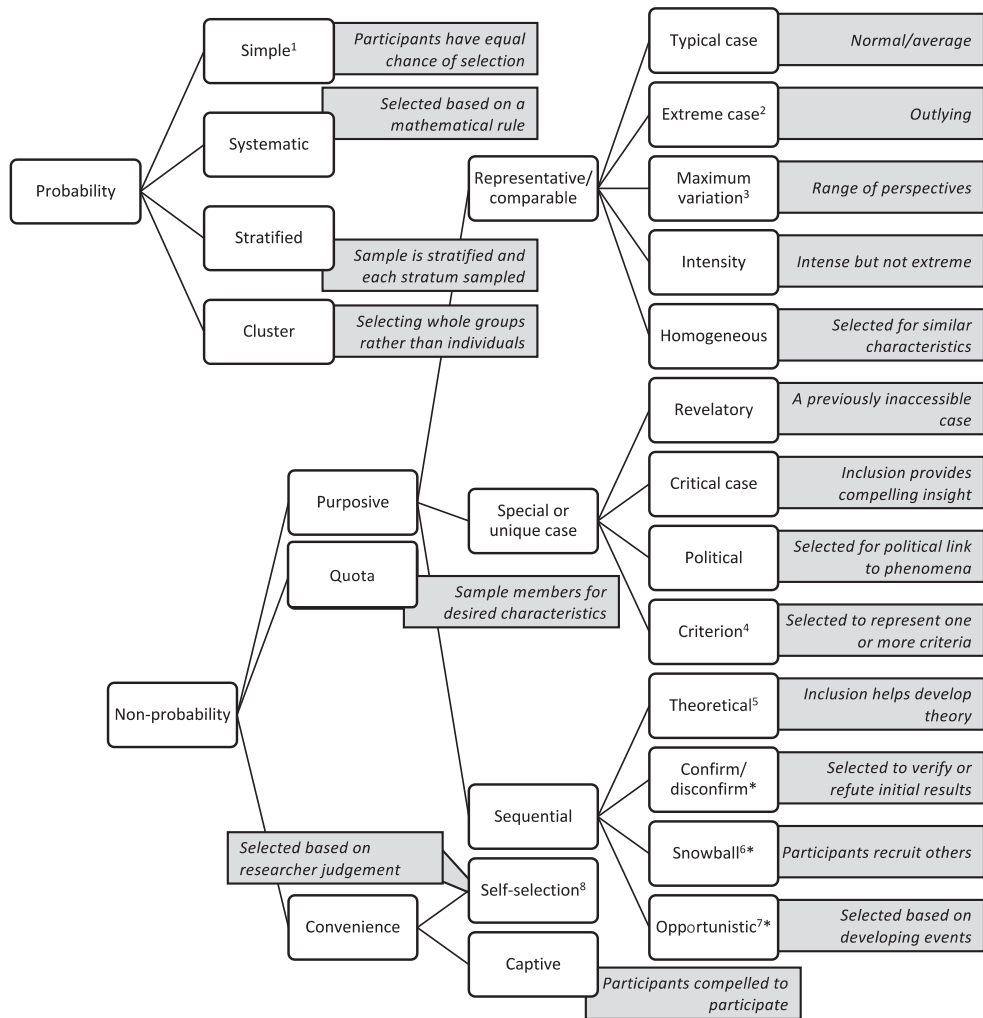 Probability
Simple¹
Participants have equal
chance of selection
Systematic
Selected based on a
mathematical rule
Stratified
Sample is stratified and
each stratum sampled
Cluster
Selecting whole groups
rather than individuals
Non-probability
Purposive
Representative/
comparable
Typical case
Normal/average
Extreme case²
Outlying
Maximum
variation³
Range of perspectives
Intensity
Intense but not extreme
Homogeneous
Selected for similar
characteristics
Special or
unique case
Revelatory
A previously inaccessible
case
Critical case
Inclusion provides
compelling insight
Political
Selected for political link
to phenomena
Criterion⁴
Selected to represent one
or more criteria
Sequential
Theoretical⁵
Inclusion helps develop
theory
Confirm/
disconfirm*
Selected to verify or
refute initial results
Snowball⁶*
Participants recruit others
Opportunistic⁷*
Selected based on
developing events
Quota
Sample members for
desired characteristics
Convenience
Selected based on
researcher judgement
Self-selection⁸
Captive
Participants compelled to
participate